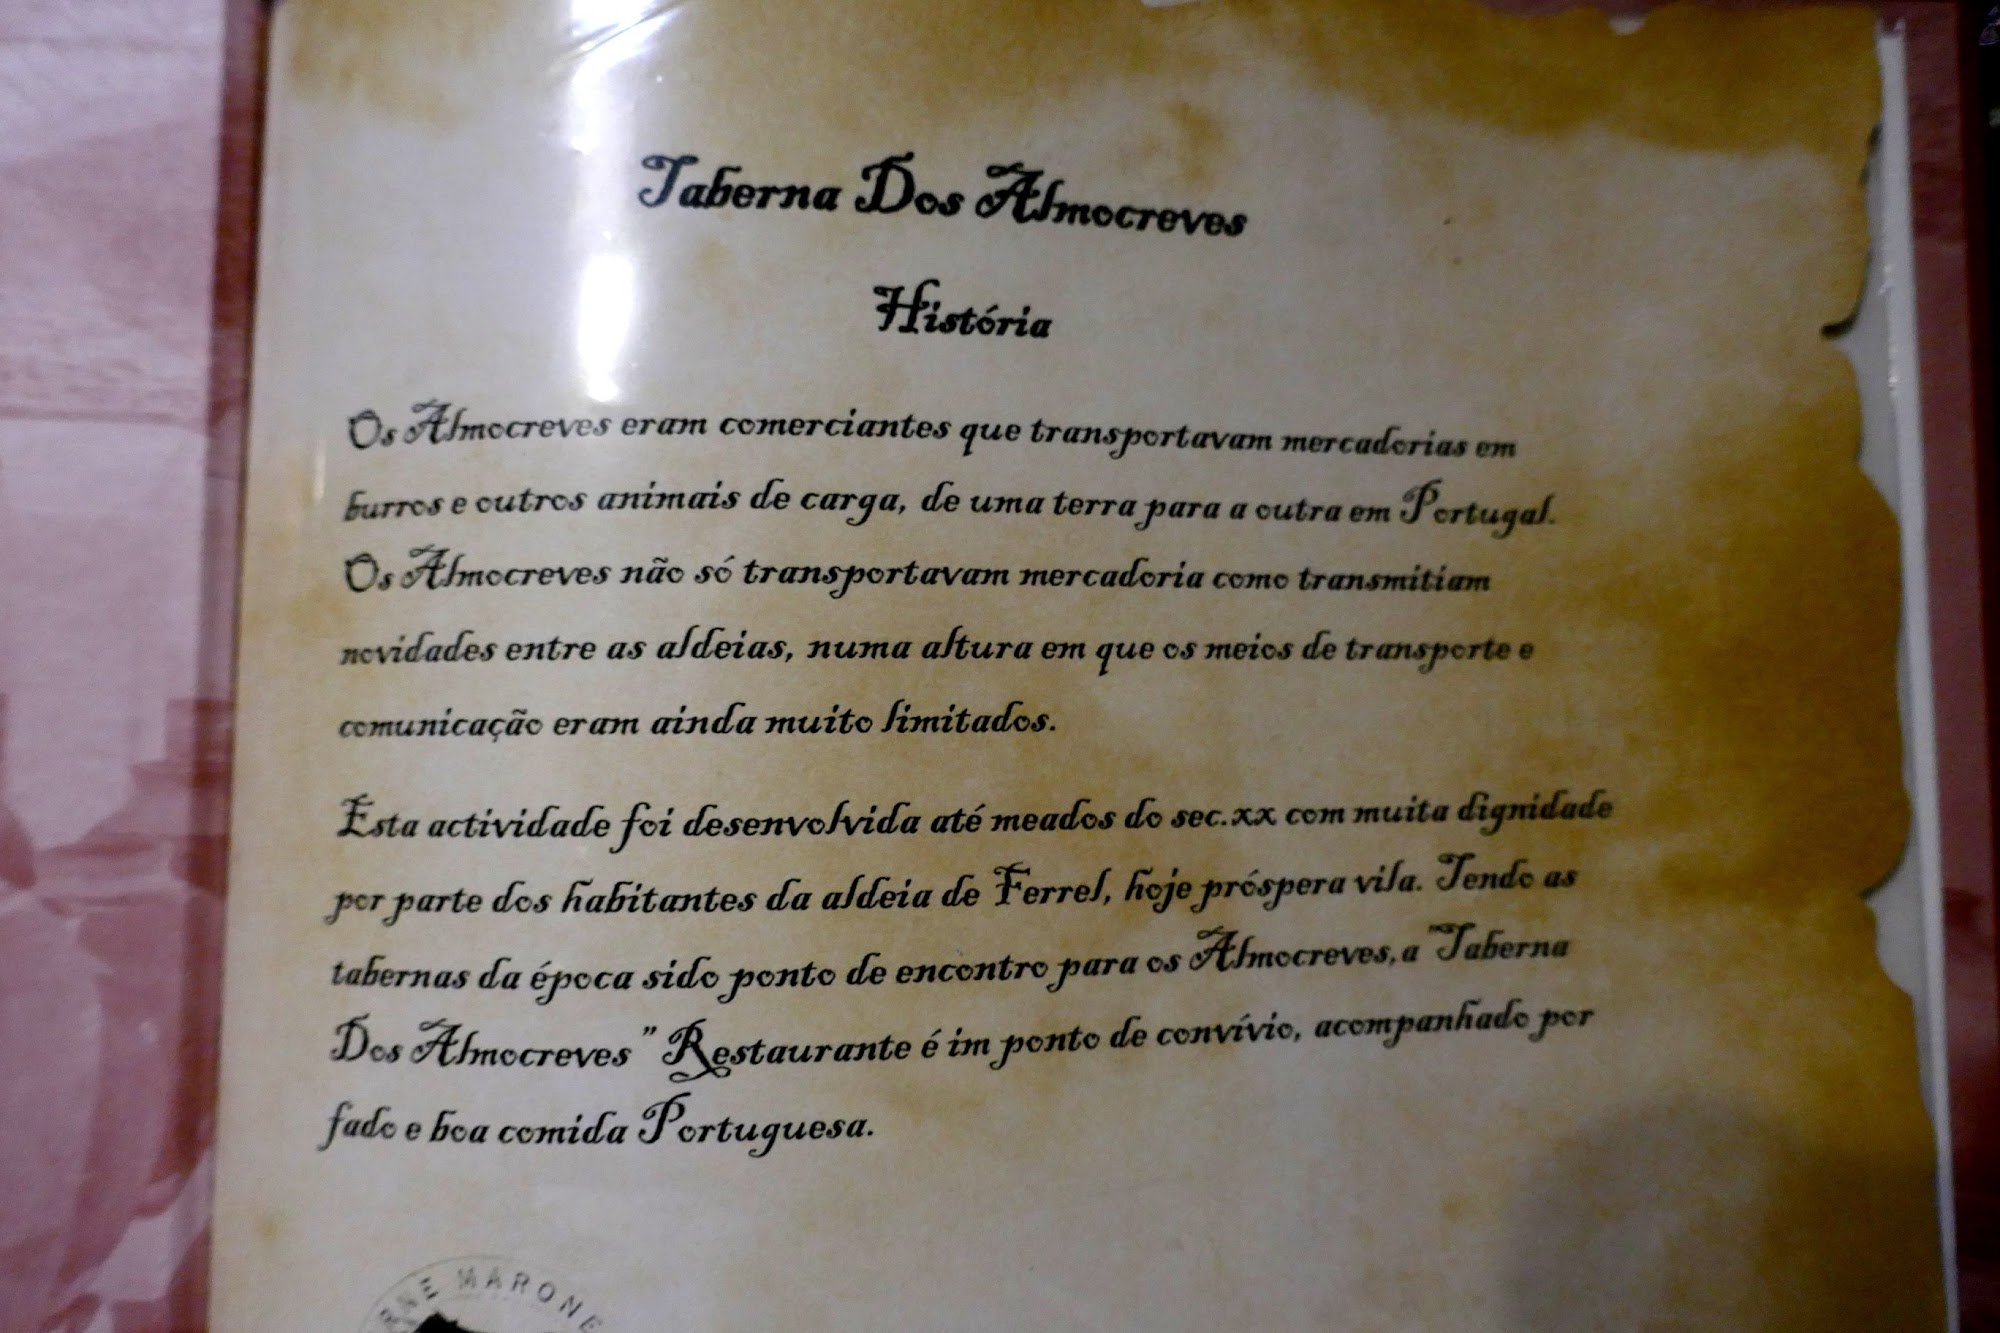 Taberna Dos Almocreves
História
Os Almocreves eram comerciantes que transportavam mercadorias em
burros e outros animais de carga, de uma terra para a outra em Portugal.
Os Almocreves não só transportavam mercadoria como transmitiam
novidades entre as aldeias, numa altura em que os meios de transporte e
comunicação eram ainda muito limitados.
Esta actividade foi desenvolvida até meados do sec.xx com muita dignidade
por parte dos habitantes da aldeia de Ferrel, hoje próspera vila. Tendo as
tabernas da época sido ponto de encontro para os Almocreves, a "Taberna
Dos Almocreves" Restaurante é im ponto de convívio, acompanhado por
fado e boa comida Portuguesa.
MARONE